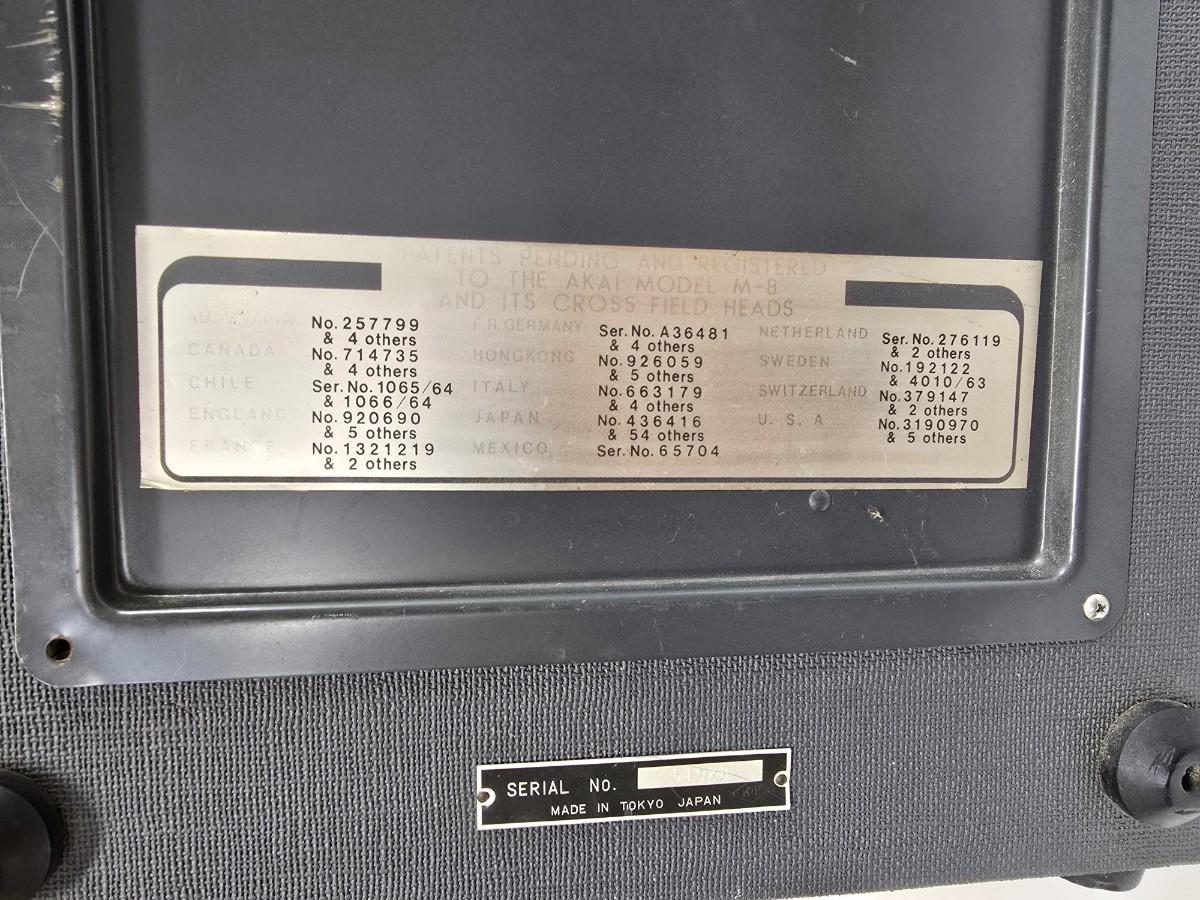 PATENTS PENDING AND REGISTERED
TO THE AKAI MODEL M-8
AND ITS CROSS FIELD HEADS
AUSTRALIA No.257799
& 4 others
CANADA No.714735
& 4 others
CHILE Ser.No.1065/64
& 1066/64
ENGLAND No.920690
& 5 others
FRANCE No.1321219
& 2 others
F.R.GERMANY Ser.No.A36481
& 4 others
HONGKONG No.926059
& 5 others
ITALY No.663179
& 4 others
JAPAN No.436416
& 54 others
MEXICO Ser.No.65704
NETHERLAND Ser.No.276119
& 2 others
SWEDEN No.192122
& 4010/63
SWITZERLAND No.379147
& 2 others
U.S.A No.3190970
& 5 others
SERIAL No.
MADE IN TOKYO JAPAN